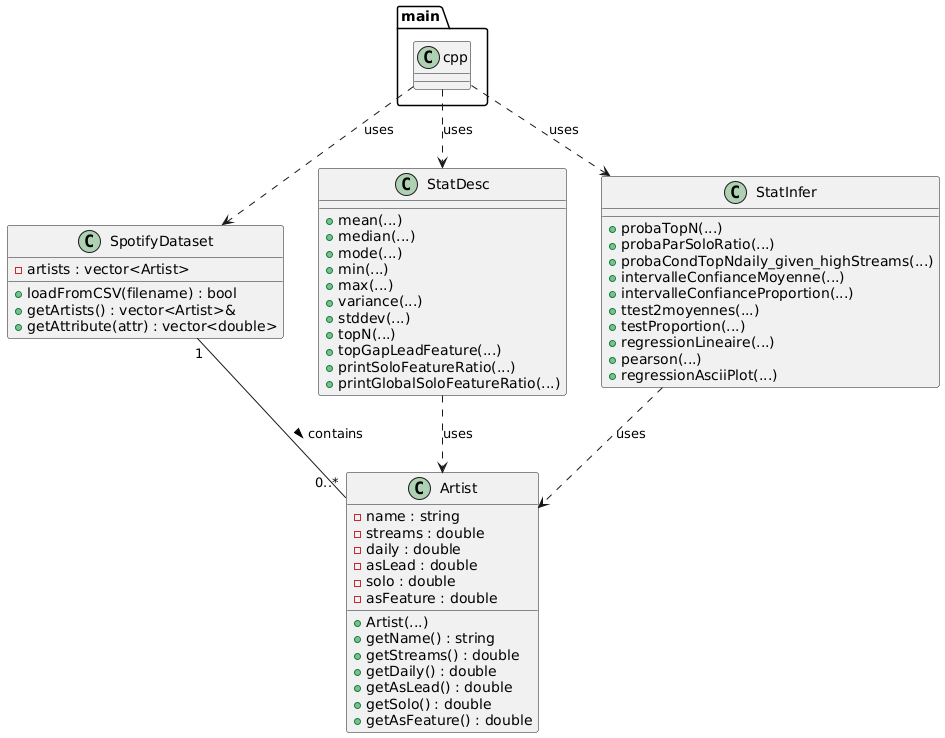 main
C cpp
uses
uses
uses
C SpotifyDataset
artists : vector<Artist>
loadFromCSV(filename) : bool
getArtists() : vector<Artist>&
getAttribute(attr) : vector<double>
C StatDesc
mean(...)
median(...)
mode(...)
min(...)
max(...)
variance(...)
stddev(...)
topN(...)
topGapLeadFeature(...)
printSoloFeatureRatio(...)
printGlobalSoloFeatureRatio(...)
C StatInfer
probaTopN(...)
probaParSoloRatio(...)
probaCondTopNdaily_given_highStreams(...)
intervalleConfianceMoyenne(...)
intervalleConfianceProportion(...)
ttest2moyennes(...)
testProportion(...)
regressionLineaire(...)
pearson(...)
regressionAsciiPlot(...)
1
contains
0..*
uses
uses
C Artist
name : string
streams : double
daily : double
asLead : double
solo : double
asFeature : double
Artist(...)
getName() : string
getStreams() : double
getDaily() : double
getAsLead() : double
getSolo() : double
getAsFeature() : double